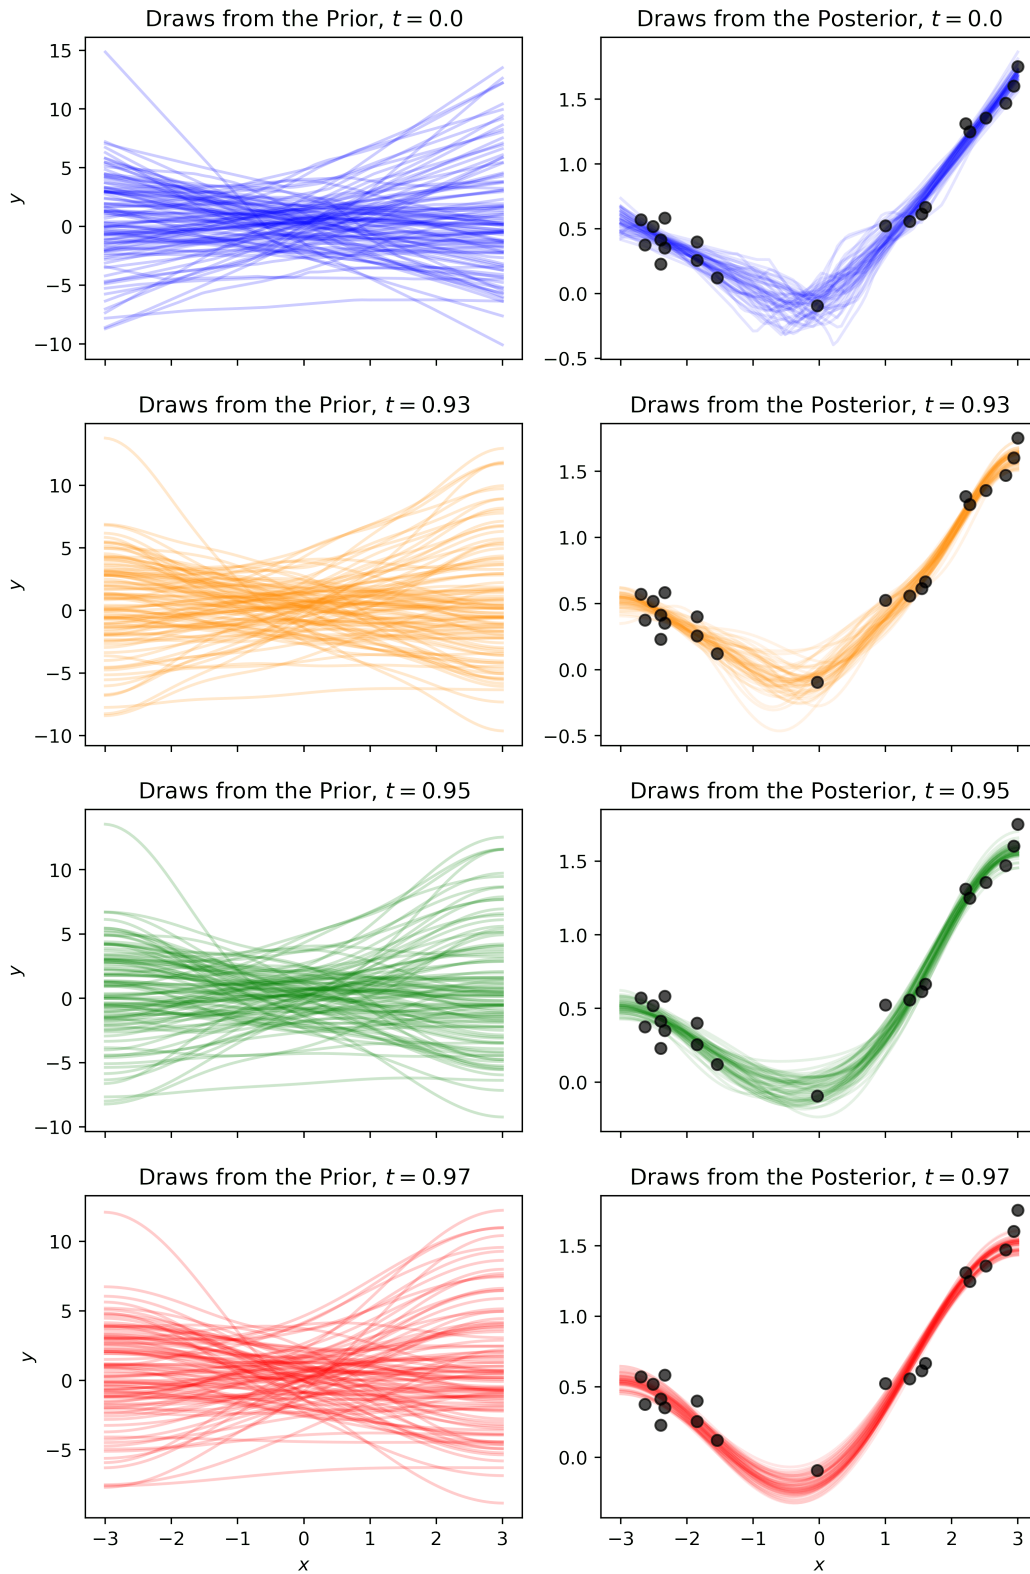 Draws from the Prior, t = 0.0
Draws from the Posterior, t = 0.0
15
10
5
0
−5
−10
y
1.5
1.0
0.5
0.0
−0.5
Draws from the Prior, t = 0.93
Draws from the Posterior, t = 0.93
10
5
0
−5
−10
y
1.5
1.0
0.5
0.0
−0.5
Draws from the Prior, t = 0.95
Draws from the Posterior, t = 0.95
10
5
0
−5
−10
y
1.5
1.0
0.5
0.0
Draws from the Prior, t = 0.97
Draws from the Posterior, t = 0.97
10
5
0
−5
y
1.5
1.0
0.5
0.0
−3 −2 −1 0 1 2 3
x
−3 −2 −1 0 1 2 3
x